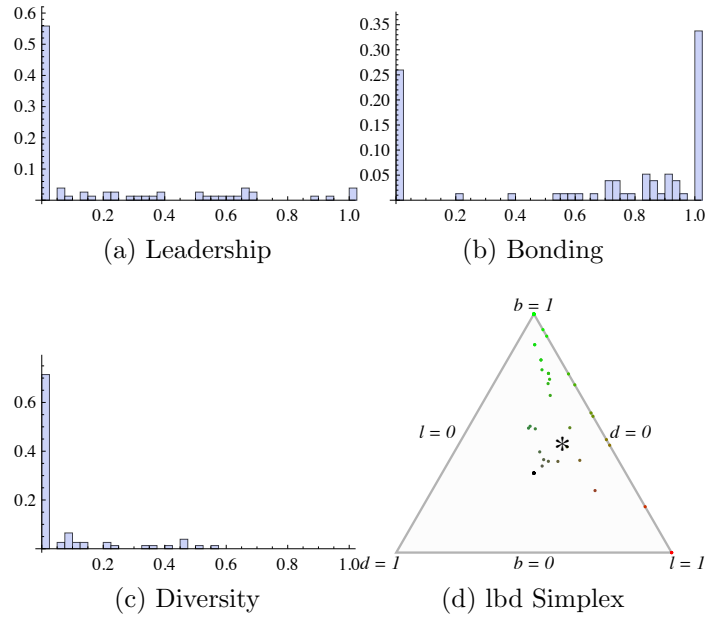 0.6
0.5
0.4
0.3
0.2
0.1
0.2 0.4 0.6 0.8 1.0
(a) Leadership
0.35
0.30
0.25
0.20
0.15
0.10
0.05
0.2 0.4 0.6 0.8 1.0
(b) Bonding
0.6
0.4
0.2
0.2 0.4 0.6 0.8 1.0
(c) Diversity
b = 1
l = 0 d = 0
*
d = 1 b = 0 l = 1
(d) lbd Simplex